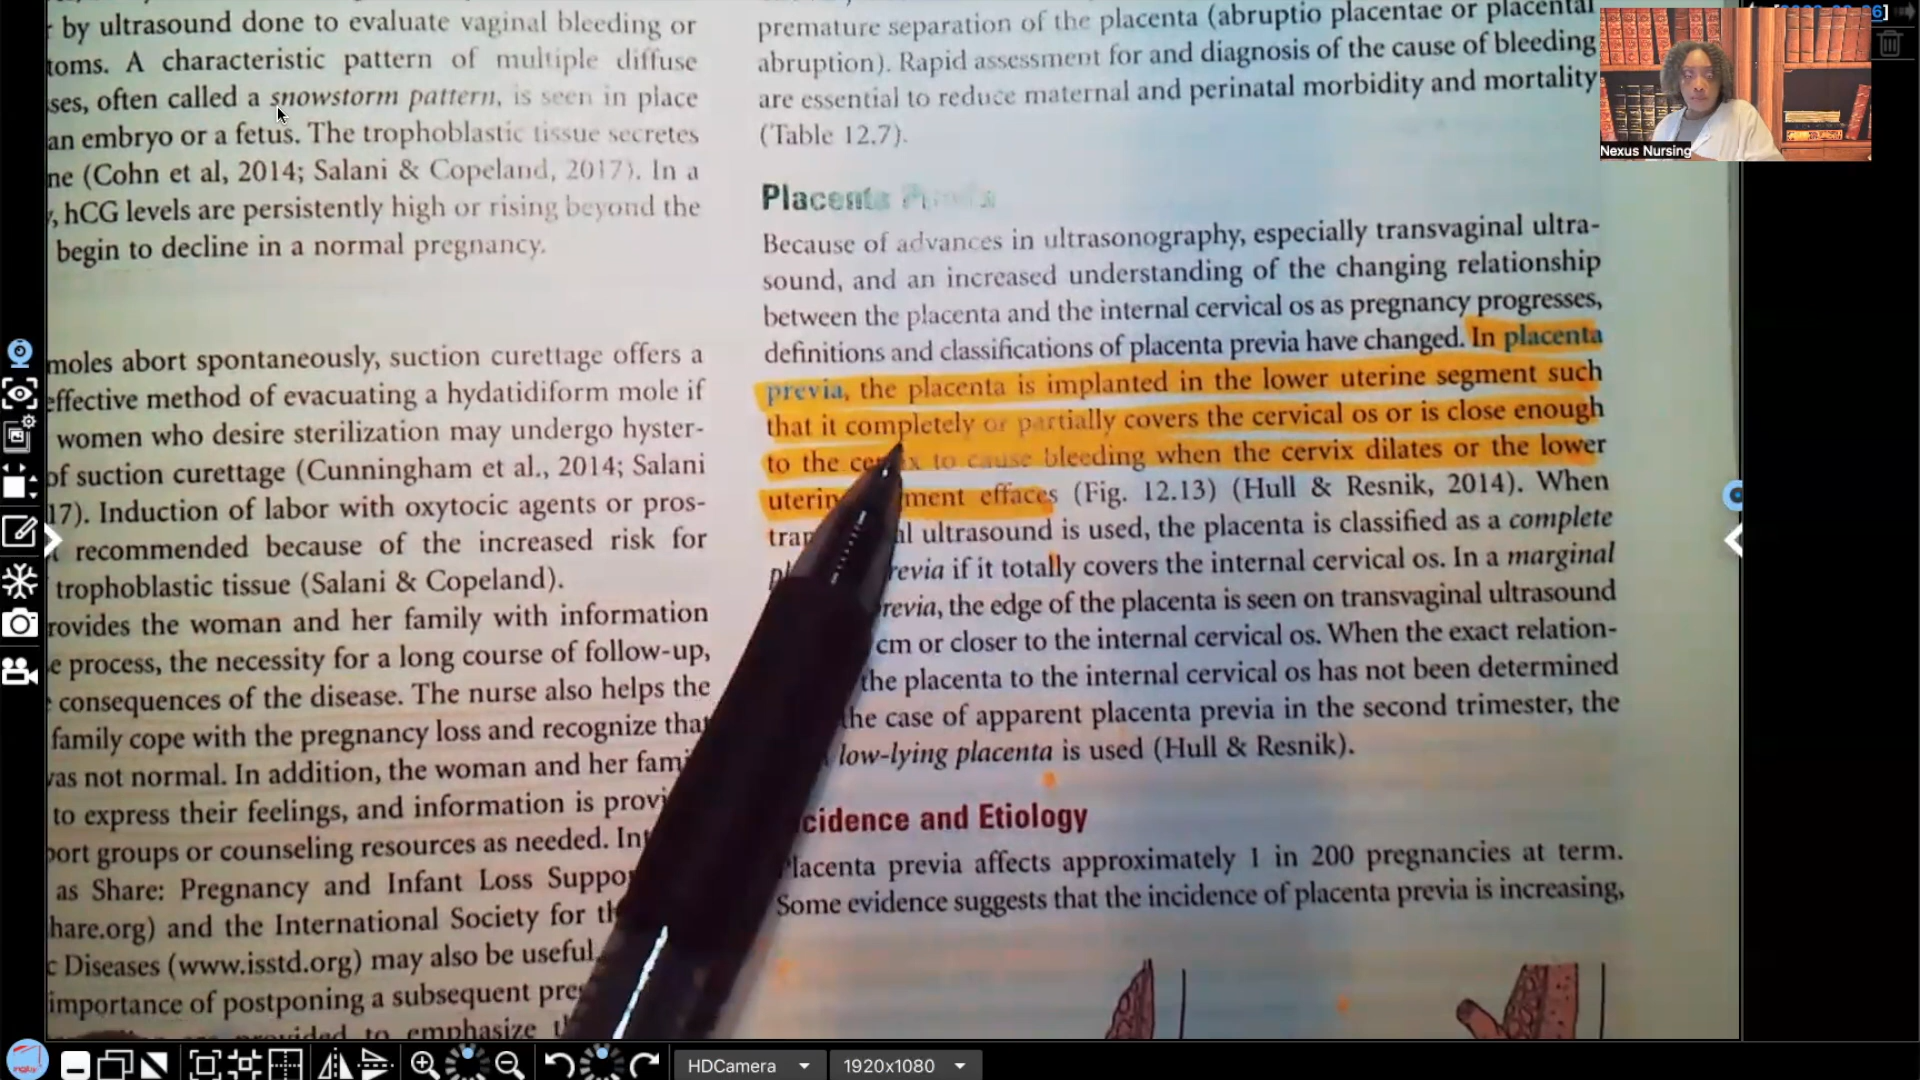 by ultrasound done to evaluate vaginal bleeding or
toms. A characteristic pattern of multiple diffuse
ses, often called a snowstorm pattern, is seen in place
an embryo or a fetus. The trophoblastic tissue secretes
ne (Cohn et al, 2014; Salani & Copeland, 2017). In a
, hCG levels are persistently high or rising beyond the
begin to decline in a normal pregnancy.
moles abort spontaneously, suction curettage offers a
effective method of evacuating a hydatidiform mole if
women who desire sterilization may undergo hyster-
of suction curettage (Cunningham et al., 2014; Salani
17). Induction of labor with oxytocic agents or pros-
recommended because of the increased risk for
trophoblastic tissue (Salani & Copeland).
rovides the woman and her family with information
e process, the necessity for a long course of follow-up,
consequences of the disease. The nurse also helps the
family cope with the pregnancy loss and recognize that
was not normal. In addition, the woman and her fami
to express their feelings, and information is provi
port groups or counseling resources as needed. Int
as Share: Pregnancy and Infant Loss Suppo
hare.org) and the International Society for th
c Diseases (www.isstd.org) may also be useful.
importance of postponing a subsequent pre
provided to emphasize
premature separation of the placenta (abruptio placentae or placental
abruption). Rapid assessment for and diagnosis of the cause of bleeding
are essential to reduce maternal and perinatal morbidity and mortality
(Table 12.7).
Placenta Previa
Because of advances in ultrasonography, especially transvaginal ultra-
sound, and an increased understanding of the changing relationship
between the placenta and the internal cervical os as pregnancy progresses,
definitions and classifications of placenta previa have changed. In placenta
previa, the placenta is implanted in the lower uterine segment such
that it completely or partially covers the cervical os or is close enough
to the cervix to cause bleeding when the cervix dilates or the lower
uterin ment effaces (Fig. 12.13) (Hull & Resnik, 2014). When
tran al ultrasound is used, the placenta is classified as a complete
pl revia if it totally covers the internal cervical os. In a marginal
revia, the edge of the placenta is seen on transvaginal ultrasound
cm or closer to the internal cervical os. When the exact relation-
the placenta to the internal cervical os has not been determined
the case of apparent placenta previa in the second trimester, the
low-lying placenta is used (Hull & Resnik).
cidence and Etiology
Placenta previa affects approximately 1 in 200 pregnancies at term.
Some evidence suggests that the incidence of placenta previa is increasing,
Nexus Nursing
HDCamera
1920x1080